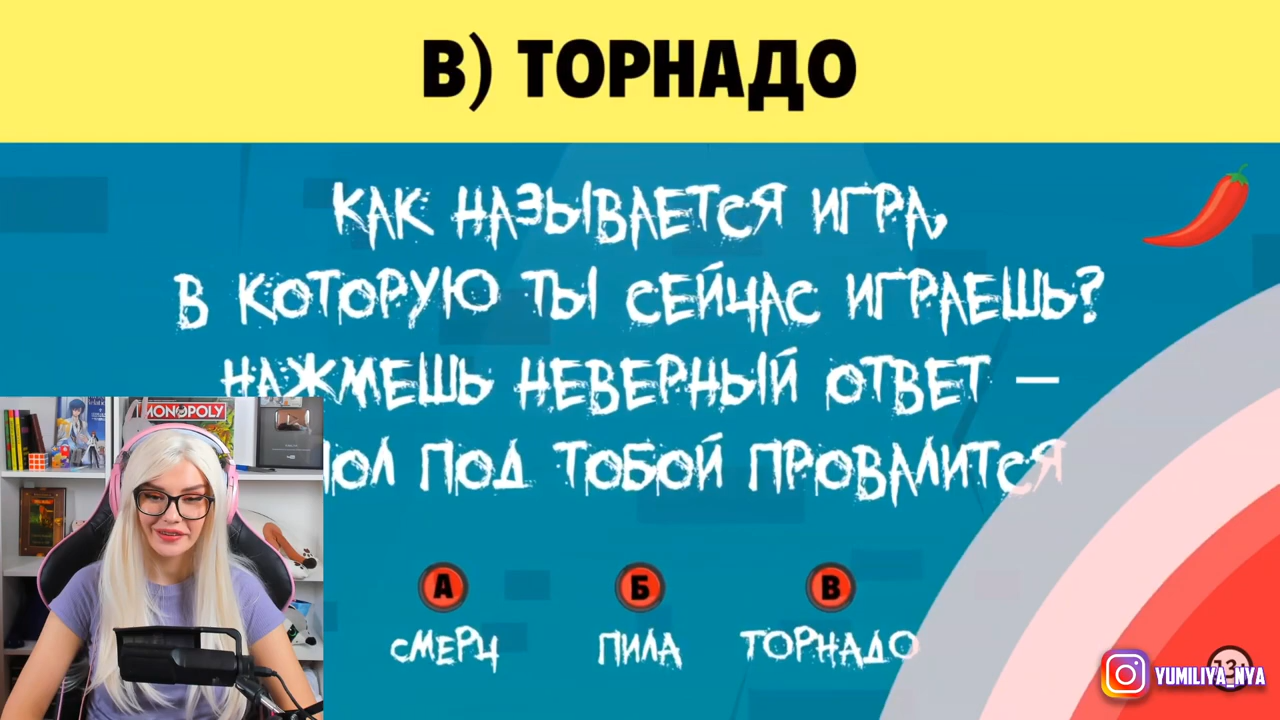 В) ТОРНАДО
КАК НАЗЫВАЕТСЯ ИГРА,
В КОТОРУЮ ТЫ СЕЙЧАС ИГРАЕШЬ?
НАЖМЕШЬ НЕВЕРНЫЙ ОТВЕТ —
ПОЛ ПОД ТОБОЙ ПРОВАЛИТСЯ
MONOPOLY
А
Б
В
СМЕРЧ
ПИЛА
ТОРНАДО
YUMILIYA_NYA